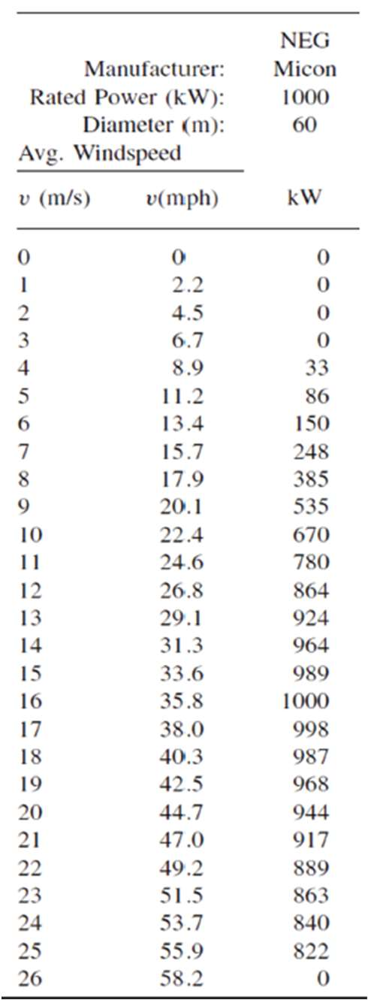 NEG
Manufacturer: Micon
Rated Power (kW): 1000
Diameter (m): 60
Avg. Windspeed
υ (m/s) υ(mph) kW
0 0 0
1 2.2 0
2 4.5 0
3 6.7 0
4 8.9 33
5 11.2 86
6 13.4 150
7 15.7 248
8 17.9 385
9 20.1 535
10 22.4 670
11 24.6 780
12 26.8 864
13 29.1 924
14 31.3 964
15 33.6 989
16 35.8 1000
17 38.0 998
18 40.3 987
19 42.5 968
20 44.7 944
21 47.0 917
22 49.2 889
23 51.5 863
24 53.7 840
25 55.9 822
26 58.2 0